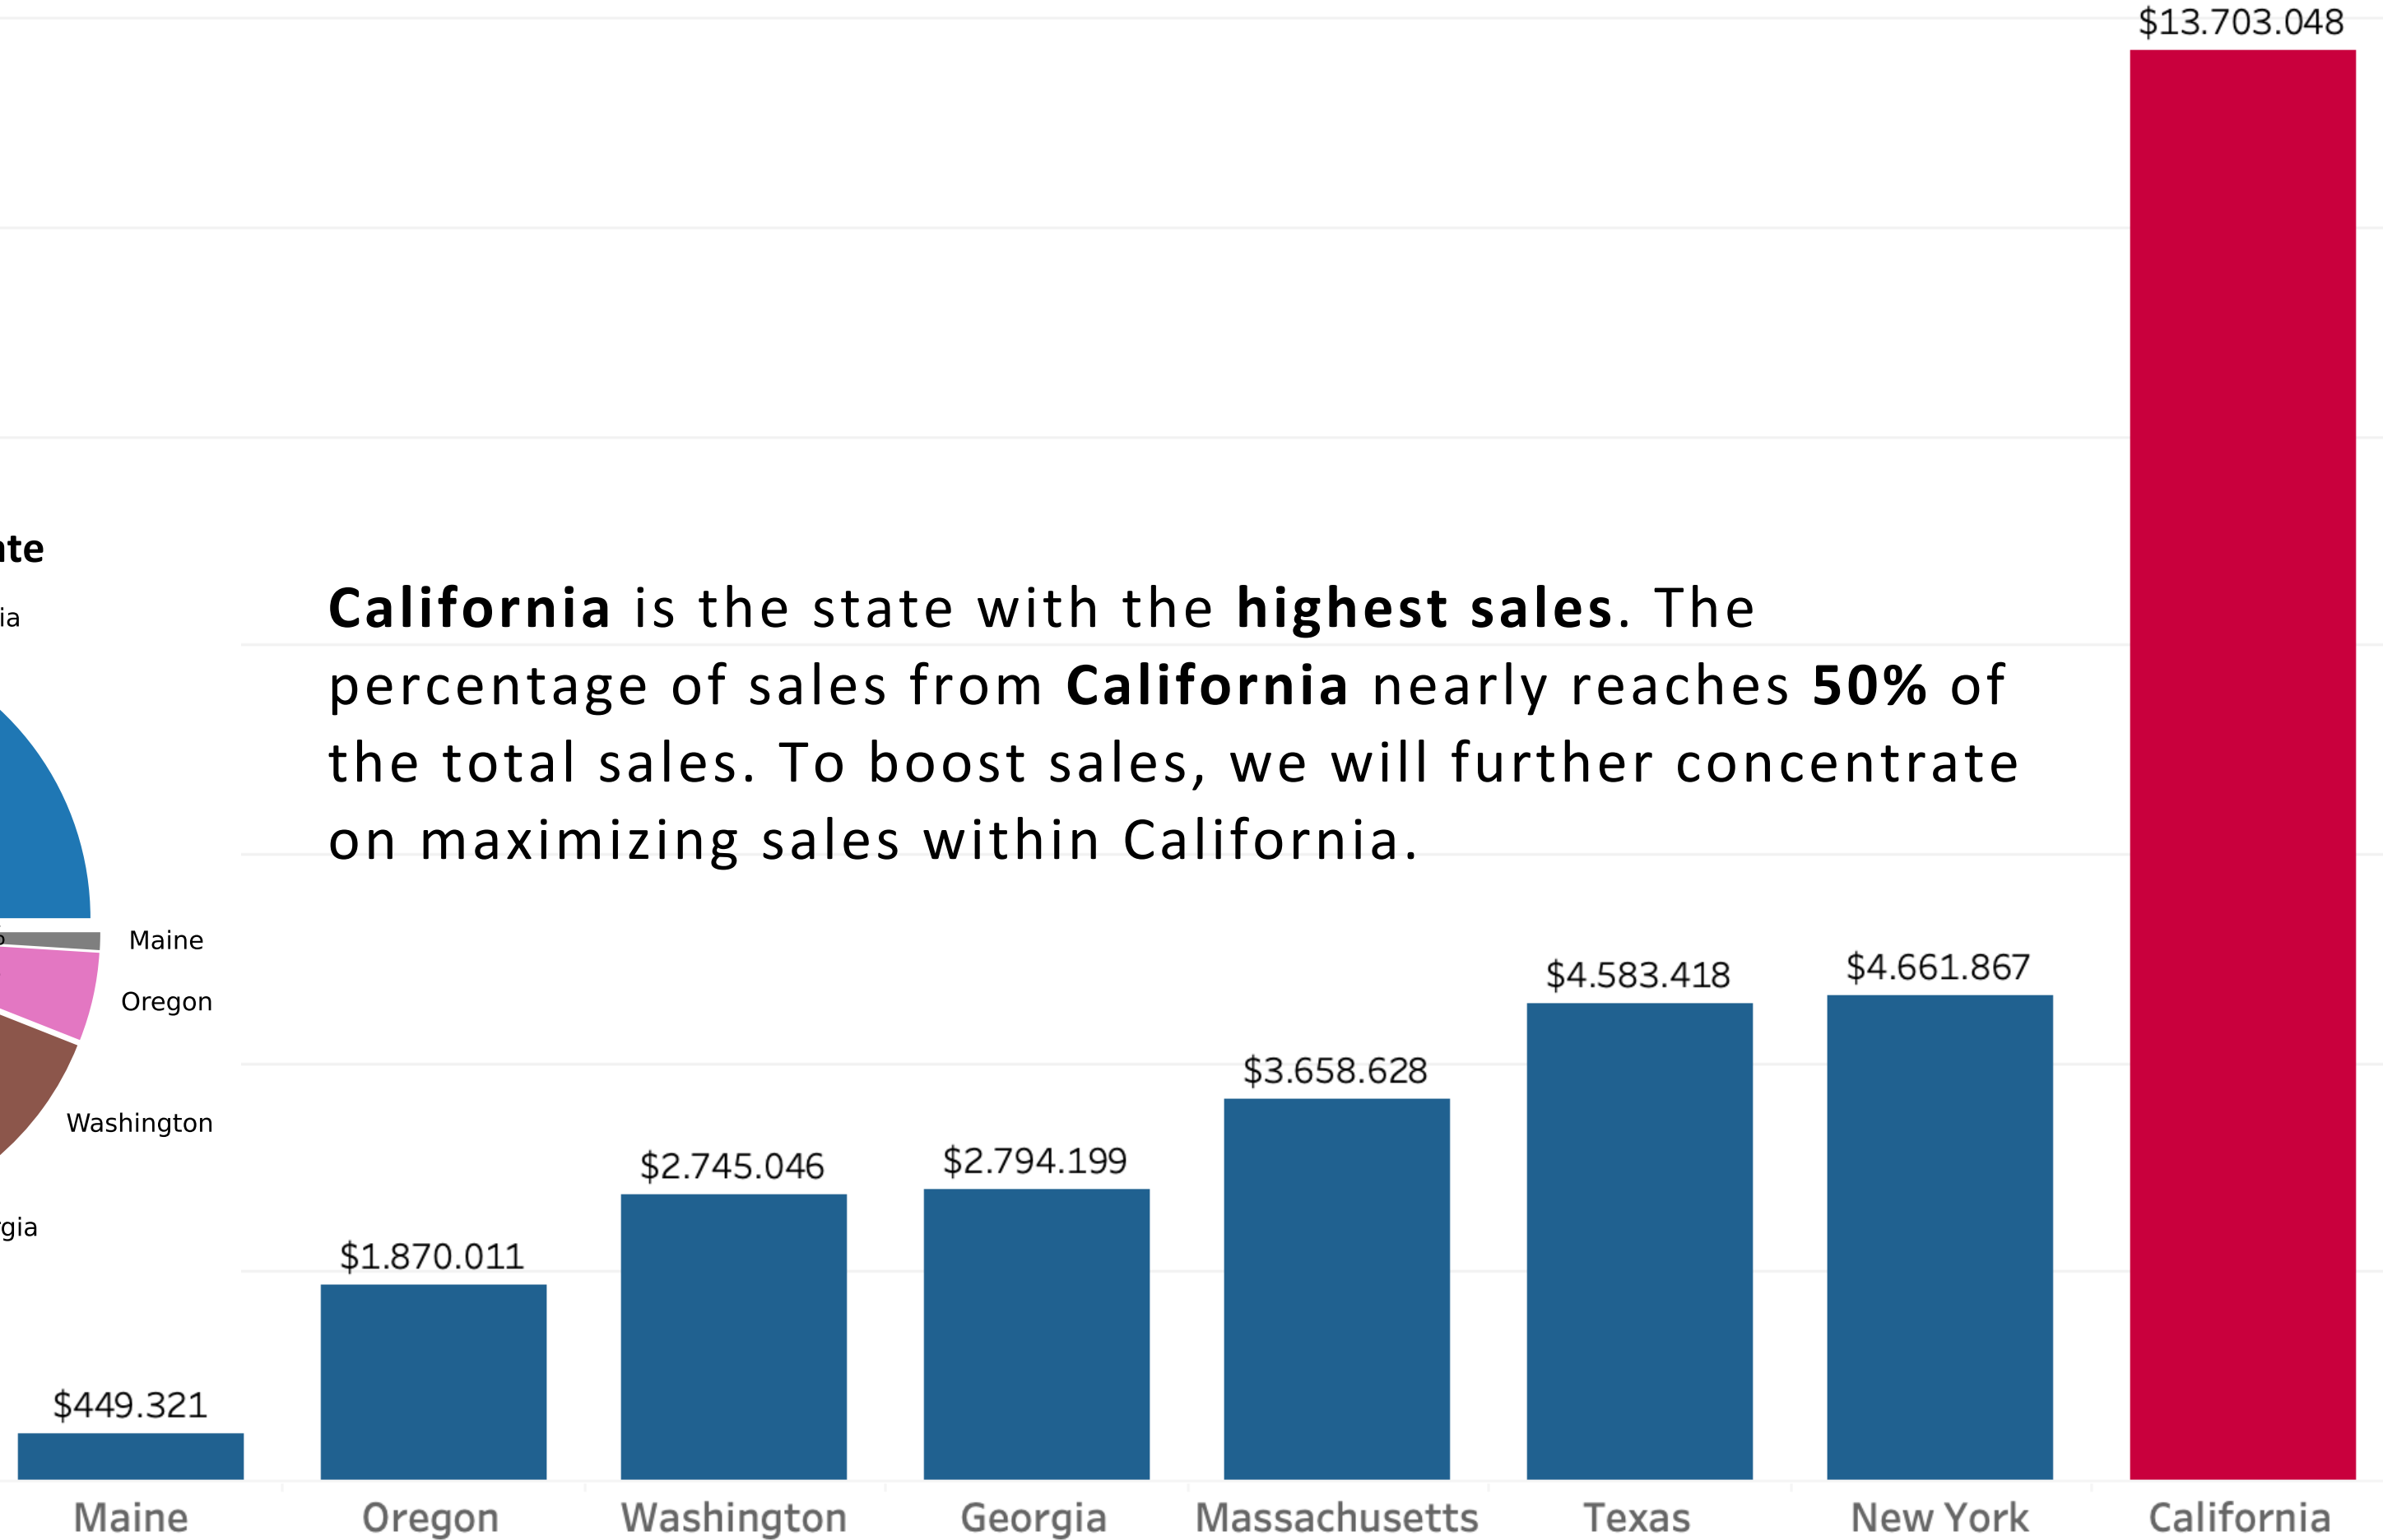 $13.703.048
California is the state with the highest sales. The
percentage of sales from California nearly reaches 50% of
the total sales. To boost sales, we will further concentrate
on maximizing sales within California.
Maine
Oregon
Washington
$4.661.867
$4.583.418
$3.658.628
$2.794.199
$2.745.046
$1.870.011
$449.321
Maine Oregon Washington Georgia Massachusetts Texas New York California